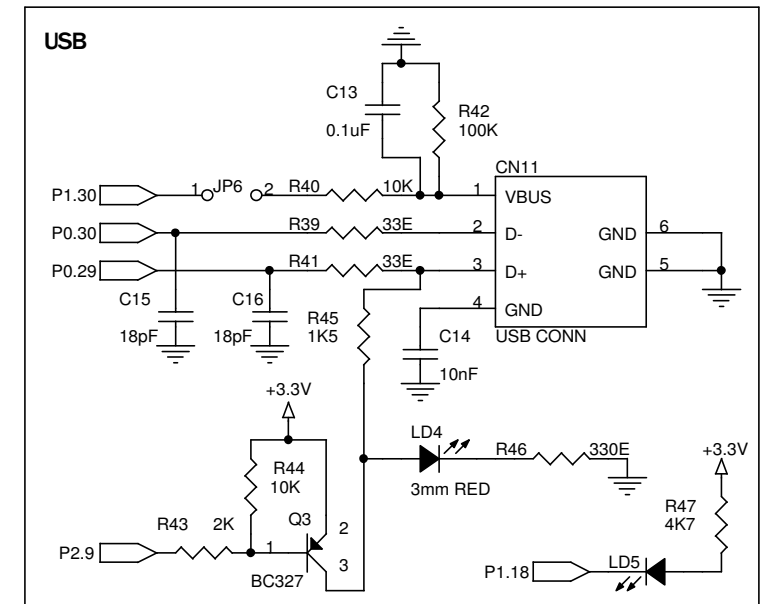 USB
C13
0.1uF
R42
100K
CN11
P1.30
1 JP6 2
R40
10K
1
VBUS
P0.30
R39
33E
2
D-
GND
6
P0.29
R41
33E
3
D+
GND
5
C15
18pF
C16
18pF
R45
1K5
4
GND
C14
10nF
USB CONN
+3.3V
LD4
R46
330E
3mm RED
+3.3V
R44
10K
R47
4K7
R43
2K
Q3
2
P2.9
1
3
BC327
P1.18
LD5